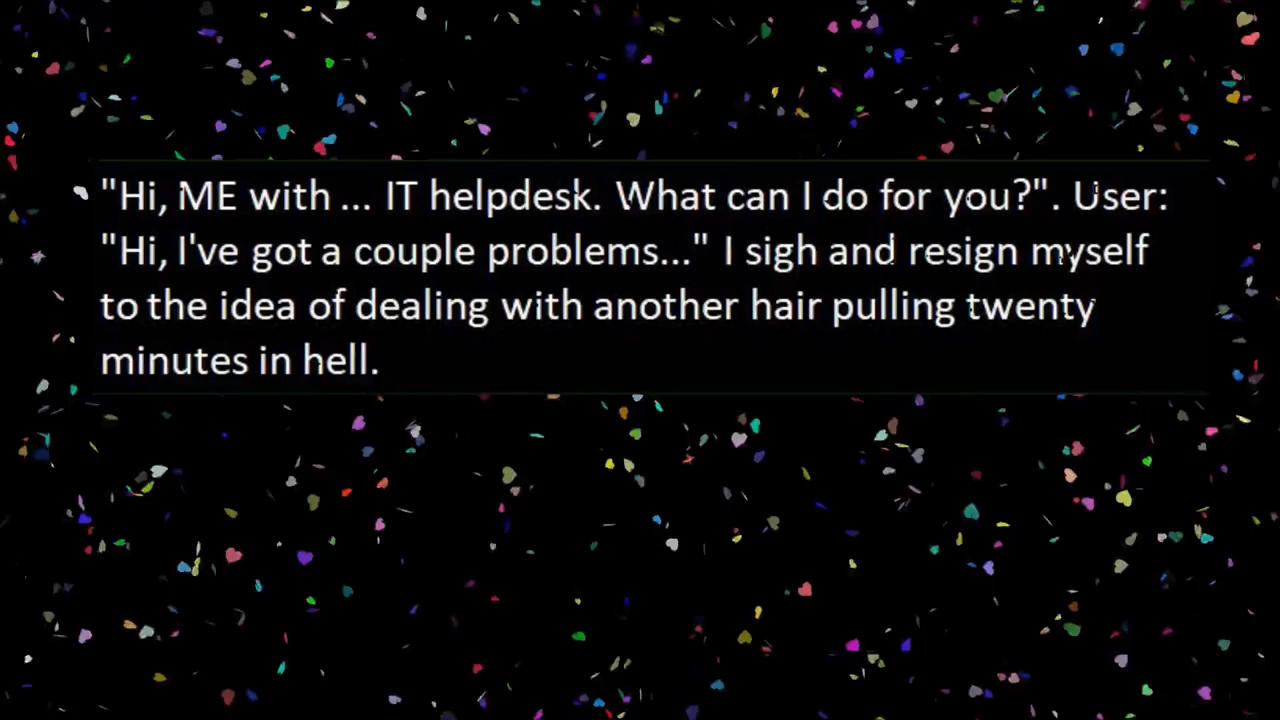 "Hi, ME with ... IT helpdesk. What can I do for you?". User:
"Hi, I've got a couple problems..." I sigh and resign myself
to the idea of dealing with another hair pulling twenty
minutes in hell.